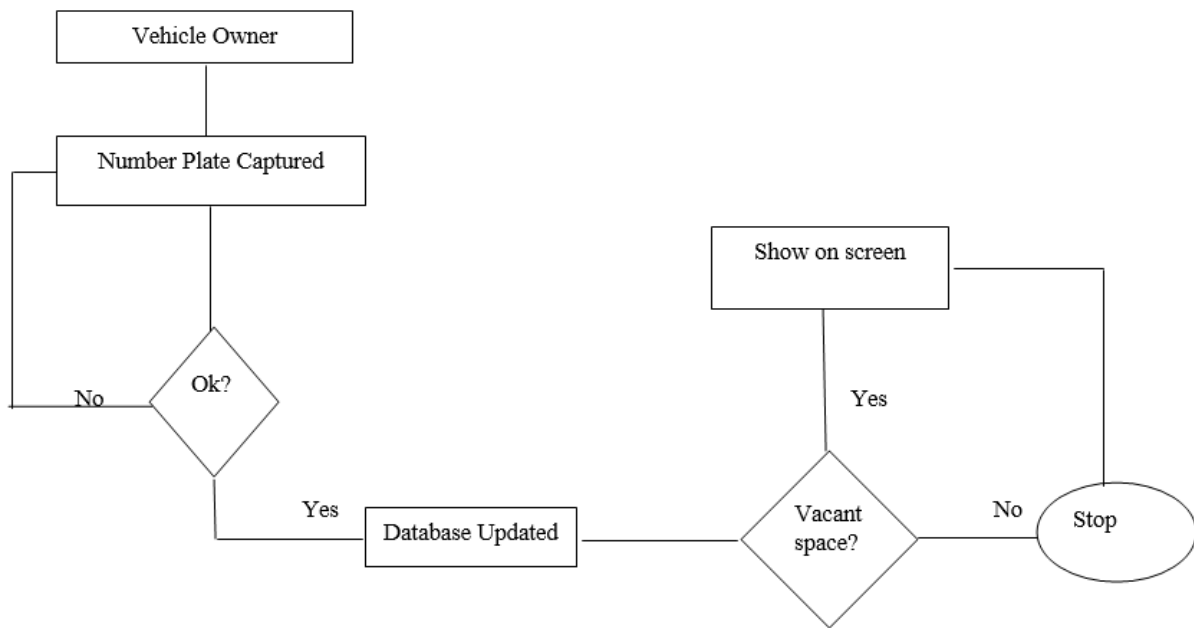 Vehicle Owner
Number Plate Captured
Show on screen
Ok?
No
Yes
Yes
Database Updated
Vacant
space?
No
Stop